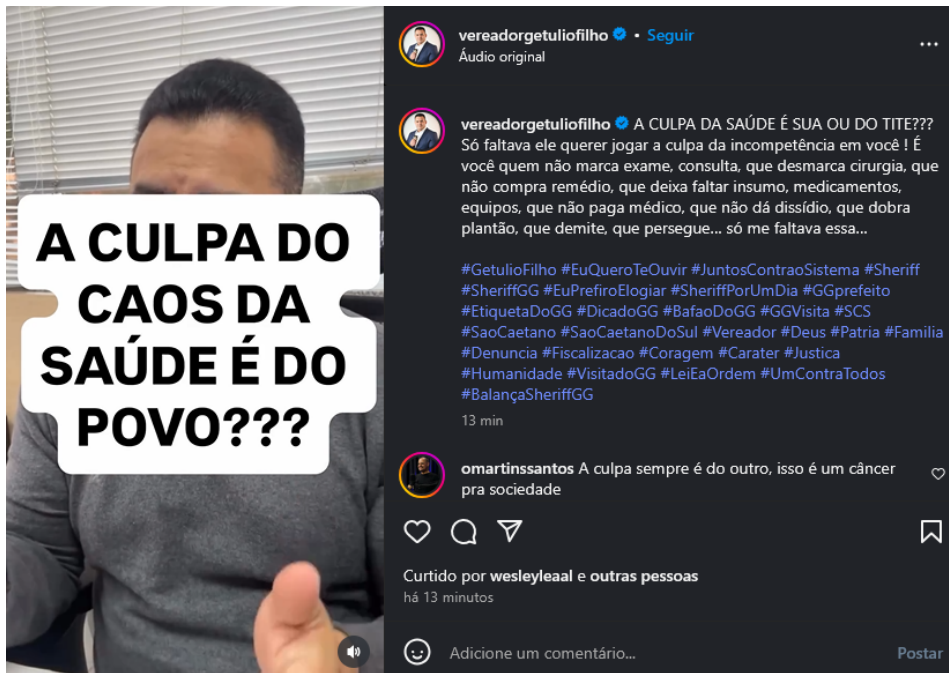 A CULPA DO
CAOS DA
SAÚDE É DO
POVO???
vereadorgetuliofilho • Seguir
Áudio original
vereadorgetuliofilho A CULPA DA SAÚDE É SUA OU DO TITE???
Só faltava ele querer jogar a culpa da incompetência em você ! É
você quem não marca exame, consulta, que desmarca cirurgia, que
não compra remédio, que deixa faltar insumo, medicamentos,
equipos, que não paga médico, que não dá dissídio, que dobra
plantão, que demite, que persegue... só me faltava essa...
#GetulioFilho #EuQueroTeOuvir #JuntosContraoSistema #Sheriff
#SheriffGG #EuPrefiroElogiar #SheriffPorUmDia #GGprefeito
#EtiquetaDoGG #DicadoGG #BafaoDoGG #GGVisita #SCS
#SaoCaetano #SaoCaetanoDoSul #Vereador #Deus #Patria #Familia
#Denuncia #Fiscalizacao #Coragem #Carater #Justica
#Humanidade #VisitadoGG #LeiEaOrdem #UmContraTodos
#BalançaSheriffGG
13 min
omartinssantos A culpa sempre é do outro, isso é um câncer
pra sociedade
Curtido por wesleyleaal e outras pessoas
há 13 minutos
Adicione um comentário...
Postar